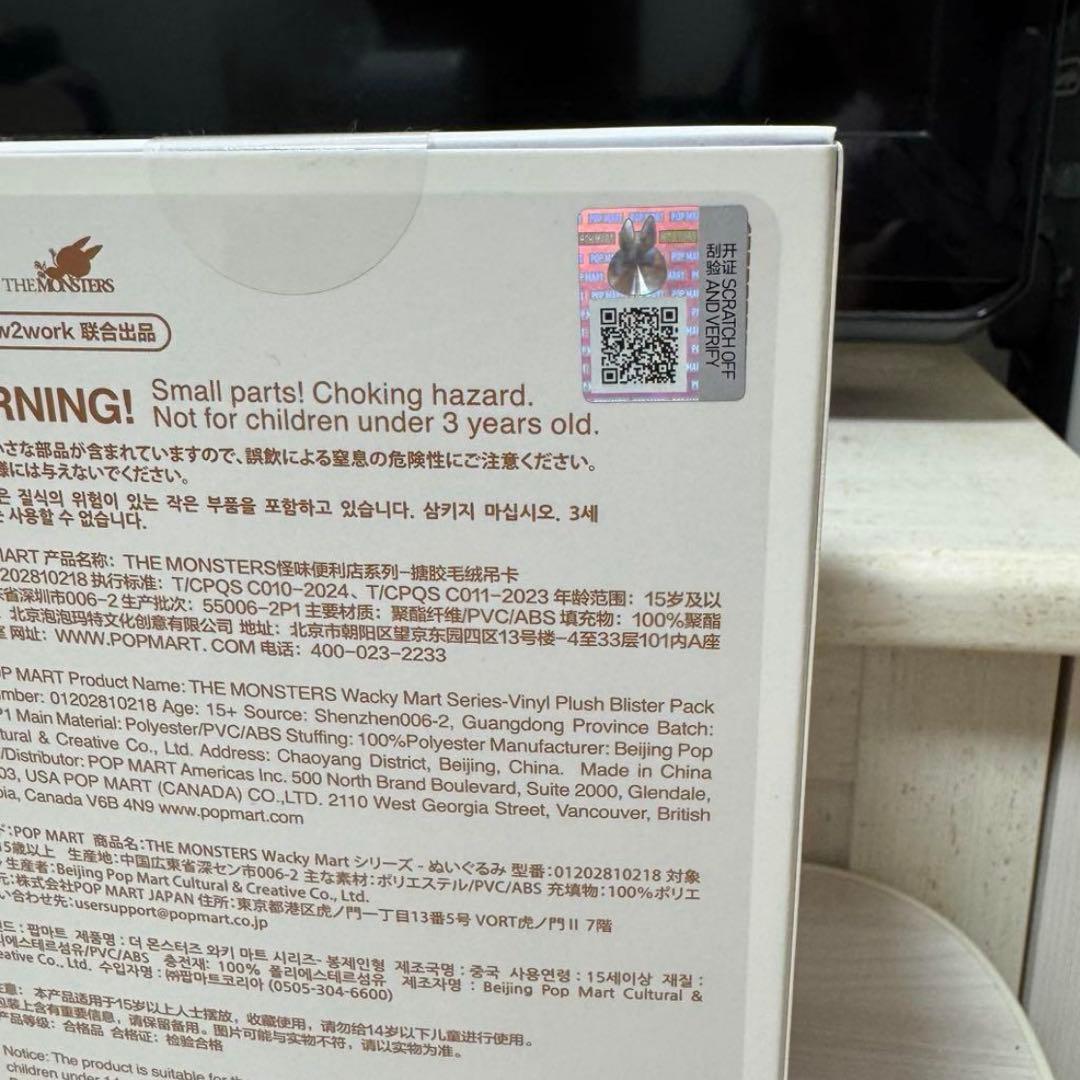 THE MONSTERS
w2work 联合出品
RNING! Small parts! Choking hazard.
Not for children under 3 years old.
小さな部品が含まれていますので、誤飲による窒息の危険性にご注意ください。
様には与えないでください。
은 질식의 위험이 있는 작은 부품을 포함하고 있습니다. 삼키지 마십시오. 3세
는 사용할 수 없습니다.
POP MART
开证 SCRATCH OFF
刮验 AND VERIFY
MART 产品名称：THE MONSTERS怪味便利店系列-搪胶毛绒吊卡
1202810218 执行标准：T/CPQS C010-2024、T/CPQS C011-2023 年龄范围：15岁及以
东省深圳市006-2 生产批次：55006-2P1 主要材质：聚酯纤维/PVC/ABS 填充物：100%聚酯
北京泡泡玛特文化创意有限公司 地址：北京市朝阳区望京东园四区13号楼-4至33层101内A座
室 网址：WWW.POPMART.COM 电话：400-023-2233
OP MART Product Name: THE MONSTERS Wacky Mart Series-Vinyl Plush Blister Pack
mber: 01202810218 Age: 15+ Source: Shenzhen006-2, Guangdong Province Batch:
P1 Main Material: Polyester/PVC/ABS Stuffing: 100%Polyester Manufacturer: Beijing Pop
tural & Creative Co., Ltd. Address: Chaoyang District, Beijing, China. Made in China
/Distributor: POP MART Americas Inc. 500 North Brand Boulevard, Suite 2000, Glendale,
03, USA POP MART (CANADA) CO.,LTD. 2110 West Georgia Street, Vancouver, British
bia, Canada V6B 4N9 www.popmart.com
ド：POP MART 商品名：THE MONSTERS Wacky Mart シリーズ - ぬいぐるみ 型番：01202810218 対象
15歳以上 生産地：中国広東省深セン市006-2 主な素材：ポリエステル/PVC/ABS 充填物：100%ポリエ
生産者：Beijing Pop Mart Cultural & Creative Co., Ltd.
元：株式会社POP MART JAPAN 住所：東京都港区虎ノ門一丁目13番5号 VORT虎ノ門Ⅱ 7階
い合わせ先：usersupport@popmart.co.jp
랜드 : 팝마트 제품명 : 더 몬스터즈 와키 마트 시리즈- 봉제인형 제조국명 : 중국 사용연령 : 15세이상 재질 :
리에스테르섬유/PVC/ABS 충전재: 100% 폴리에스테르섬유 제조자명 : Beijing Pop Mart Cultural &
eative Co., Ltd. 수입자명 : ㈜팝마트코리아 (0505-304-6600)
注意：本产品适用于15岁以上人士摆放，收藏使用，请勿给14岁以下儿童进行使用。
包装上含有重要信息，请保留备用。图片可能与实物不符，请以实物为准。
产品等级：合格品 合格证：检验合格
Notice: The product is suitable for
children under